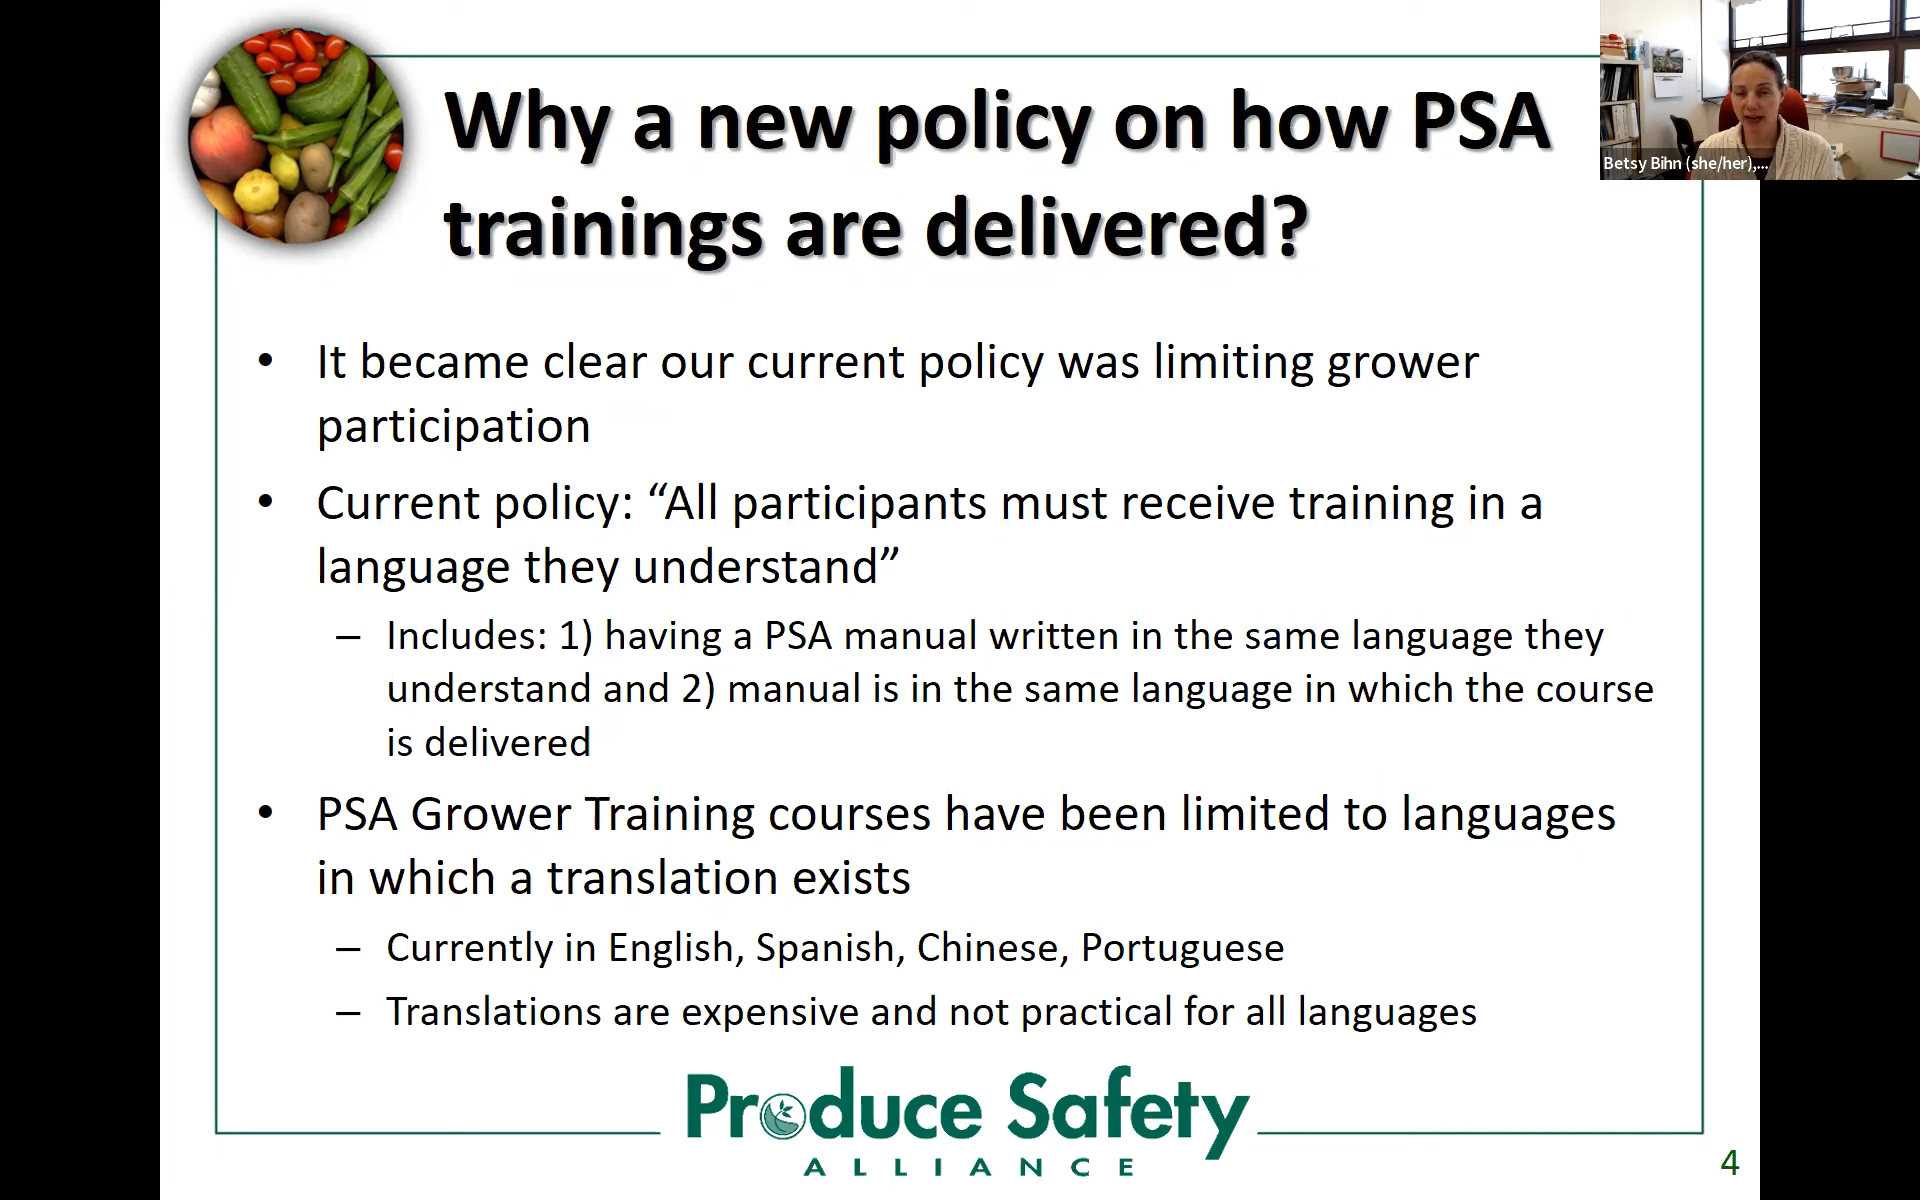 Why a new policy on how PSA
trainings are delivered?
Betsy Bihn (she/her),...
• It became clear our current policy was limiting grower
participation
• Current policy: “All participants must receive training in a
language they understand”
– Includes: 1) having a PSA manual written in the same language they
understand and 2) manual is in the same language in which the course
is delivered
• PSA Grower Training courses have been limited to languages
in which a translation exists
– Currently in English, Spanish, Chinese, Portuguese
– Translations are expensive and not practical for all languages
Produce Safety
ALLIANCE
4